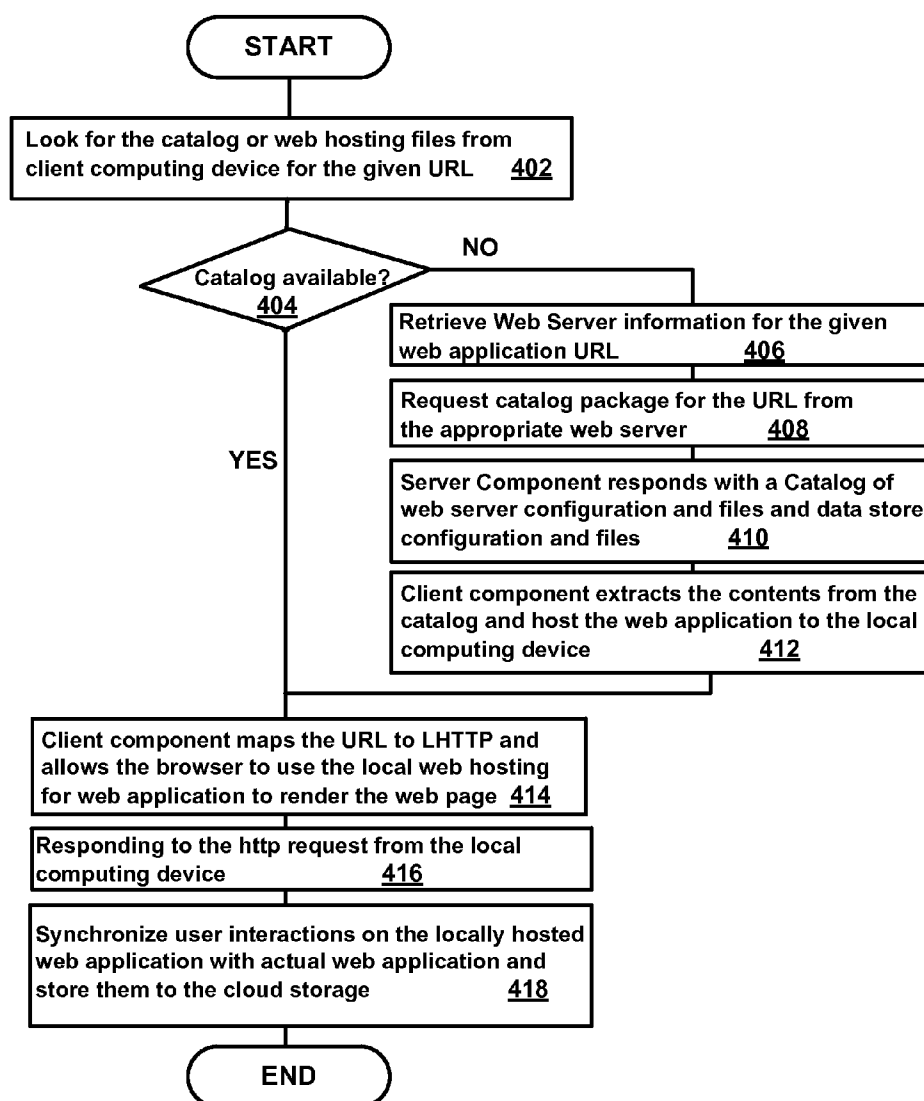 START
Look for the catalog or web hosting files from
client computing device for the given URL 402
NO
Catalog available?
404
Retrieve Web Server information for the given
web application URL 406
Request catalog package for the URL from
the appropriate web server 408
YES
Server Component responds with a Catalog of
web server configuration and files and data store
configuration and files 410
Client component extracts the contents from the
catalog and host the web application to the local
computing device 412
Client component maps the URL to LHTTP and
allows the browser to use the local web hosting
for web application to render the web page 414
Responding to the http request from the local
computing device 416
Synchronize user interactions on the locally hosted
web application with actual web application and
store them to the cloud storage 418
END